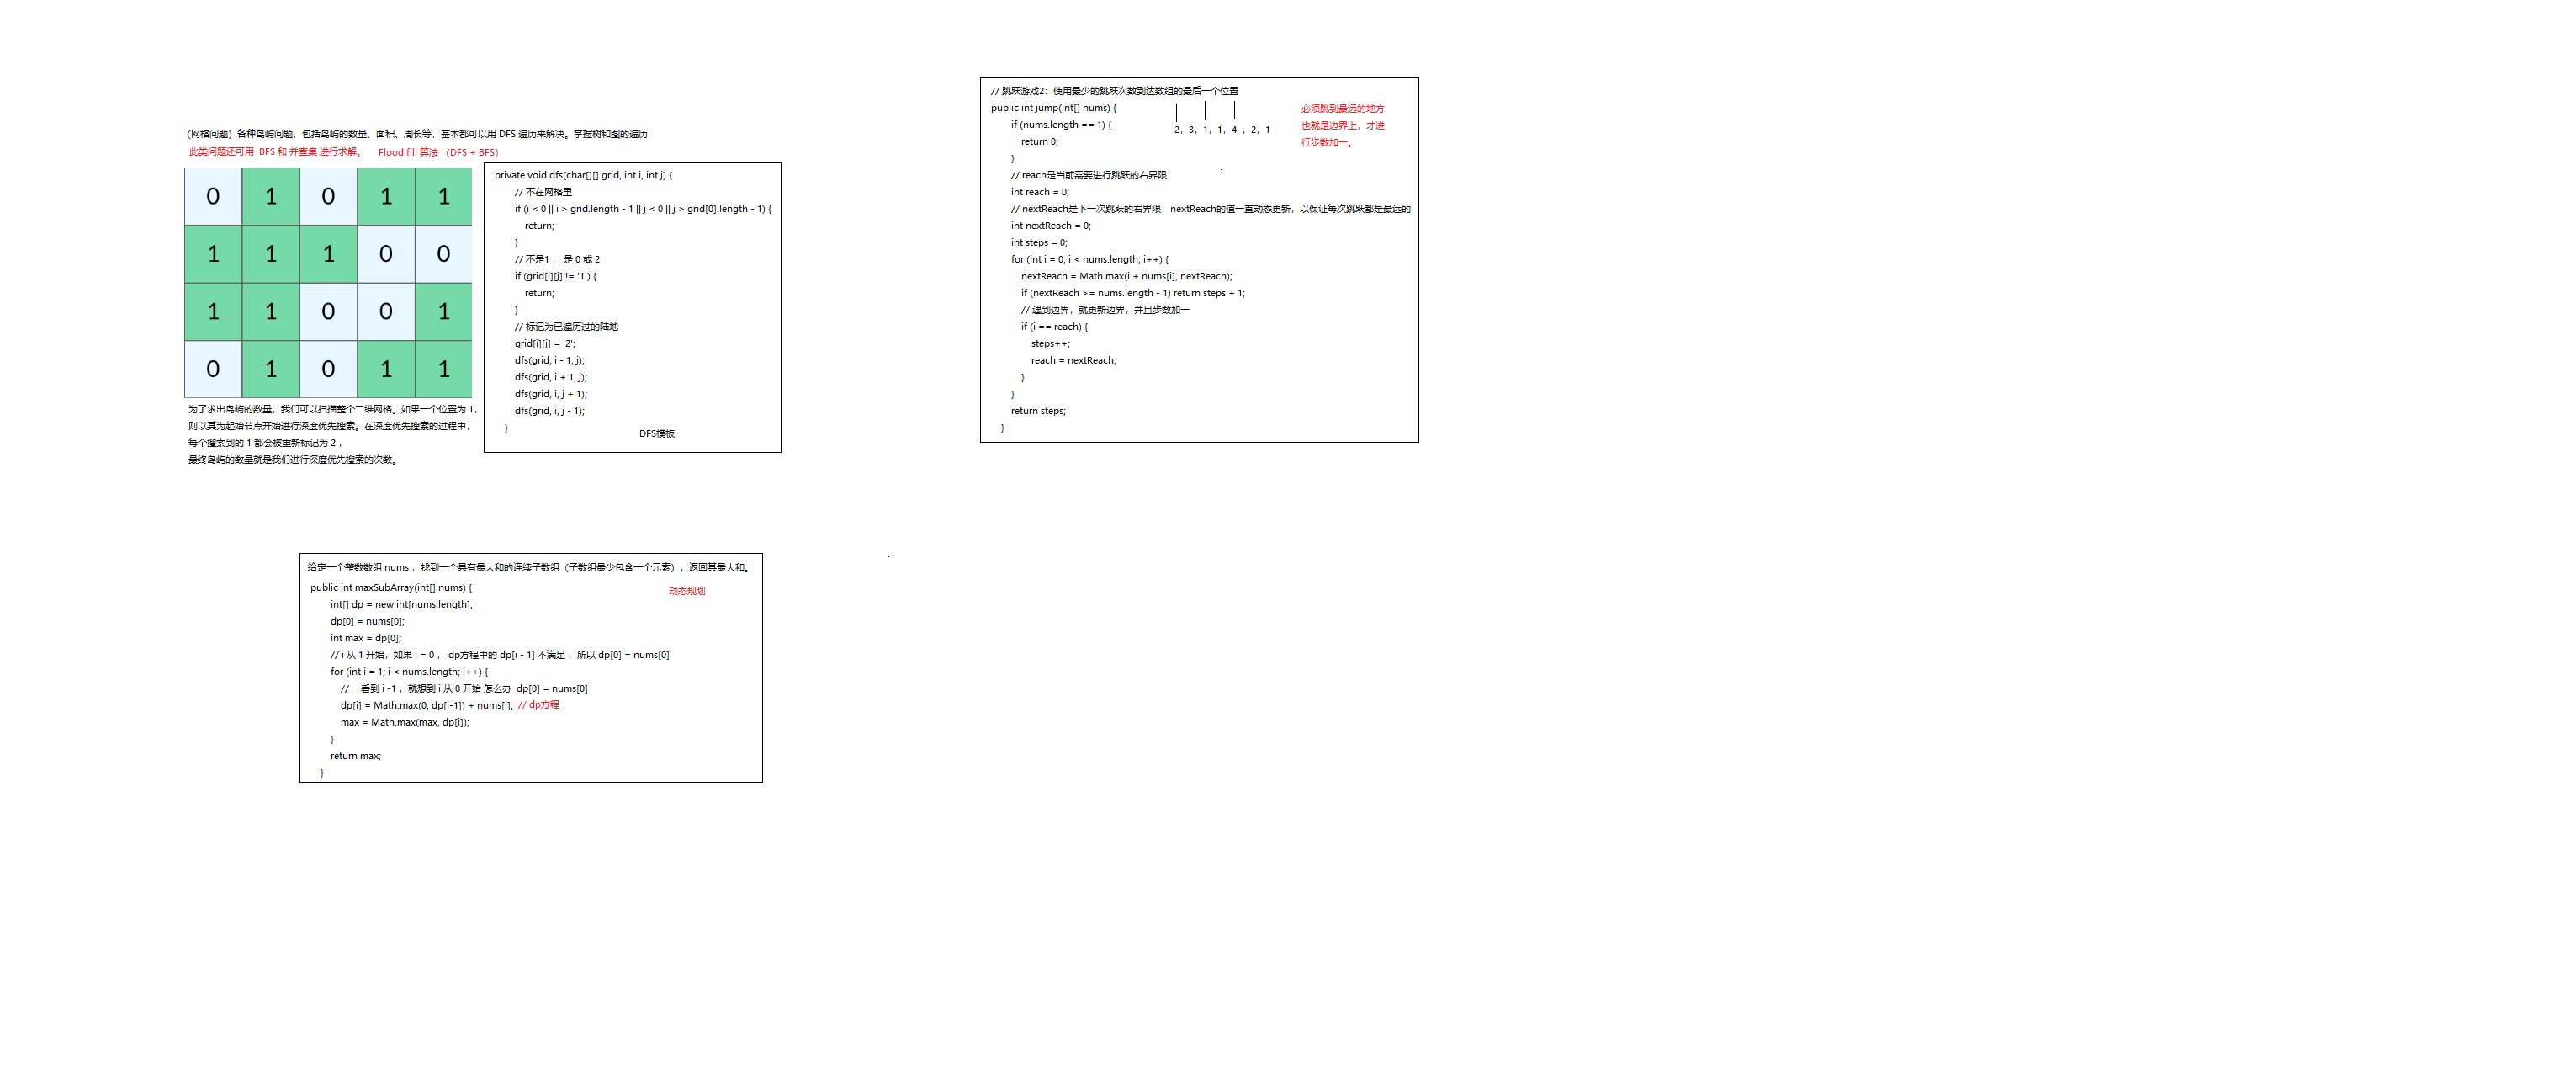 （网格问题）各种岛屿问题，包括岛屿的数量、面积、周长等，基本都可以用 DFS 遍历来解决。掌握树和图的遍历
此类问题还可用 BFS 和 并查集 进行求解。 Flood fill 算法 （DFS + BFS）
0 1 0 1 1
1 1 1 0 0
1 1 0 0 1
0 1 0 1 1
为了求出岛屿的数量，我们可以扫描整个二维网格。如果一个位置为 1，
则以其为起始节点开始进行深度优先搜索。在深度优先搜索的过程中，
每个搜索到的 1 都会被重新标记为 2 ，
最终岛屿的数量就是我们进行深度优先搜索的次数。
private void dfs(char[][] grid, int i, int j) {
// 不在网格里
if (i < 0 || i > grid.length - 1 || j < 0 || j > grid[0].length - 1) {
return;
}
// 不是1 ， 是 0 或 2
if (grid[i][j] != '1') {
return;
}
// 标记为已遍历过的陆地
grid[i][j] = '2';
dfs(grid, i - 1, j);
dfs(grid, i + 1, j);
dfs(grid, i, j + 1);
dfs(grid, i, j - 1);
}
DFS模板
// 跳跃游戏2：使用最少的跳跃次数到达数组的最后一个位置
public int jump(int[] nums) {
if (nums.length == 1) {
return 0;
}
// reach是当前需要进行跳跃的右界限
int reach = 0;
// nextReach是下一次跳跃的右界限，nextReach的值一直动态更新，以保证每次跳跃都是最远的
int nextReach = 0;
int steps = 0;
for (int i = 0; i < nums.length; i++) {
nextReach = Math.max(i + nums[i], nextReach);
if (nextReach >= nums.length - 1) return steps + 1;
// 遇到边界，就更新边界，并且步数加一
if (i == reach) {
steps++;
reach = nextReach;
}
}
return steps;
}
2，3，1，1，4 ，2，1
必须跳到最远的地方
也就是边界上，才进
行步数加一。
给定一个整数数组 nums ，找到一个具有最大和的连续子数组（子数组最少包含一个元素），返回其最大和。
public int maxSubArray(int[] nums) {
动态规划
int[] dp = new int[nums.length];
dp[0] = nums[0];
int max = dp[0];
// i 从 1 开始，如果 i = 0 ， dp方程中的 dp[i - 1] 不满足 ，所以 dp[0] = nums[0]
for (int i = 1; i < nums.length; i++) {
// 一看到 i -1 ，就想到 i 从 0 开始 怎么办 dp[0] = nums[0]
dp[i] = Math.max(0, dp[i-1]) + nums[i]; // dp方程
max = Math.max(max, dp[i]);
}
return max;
}